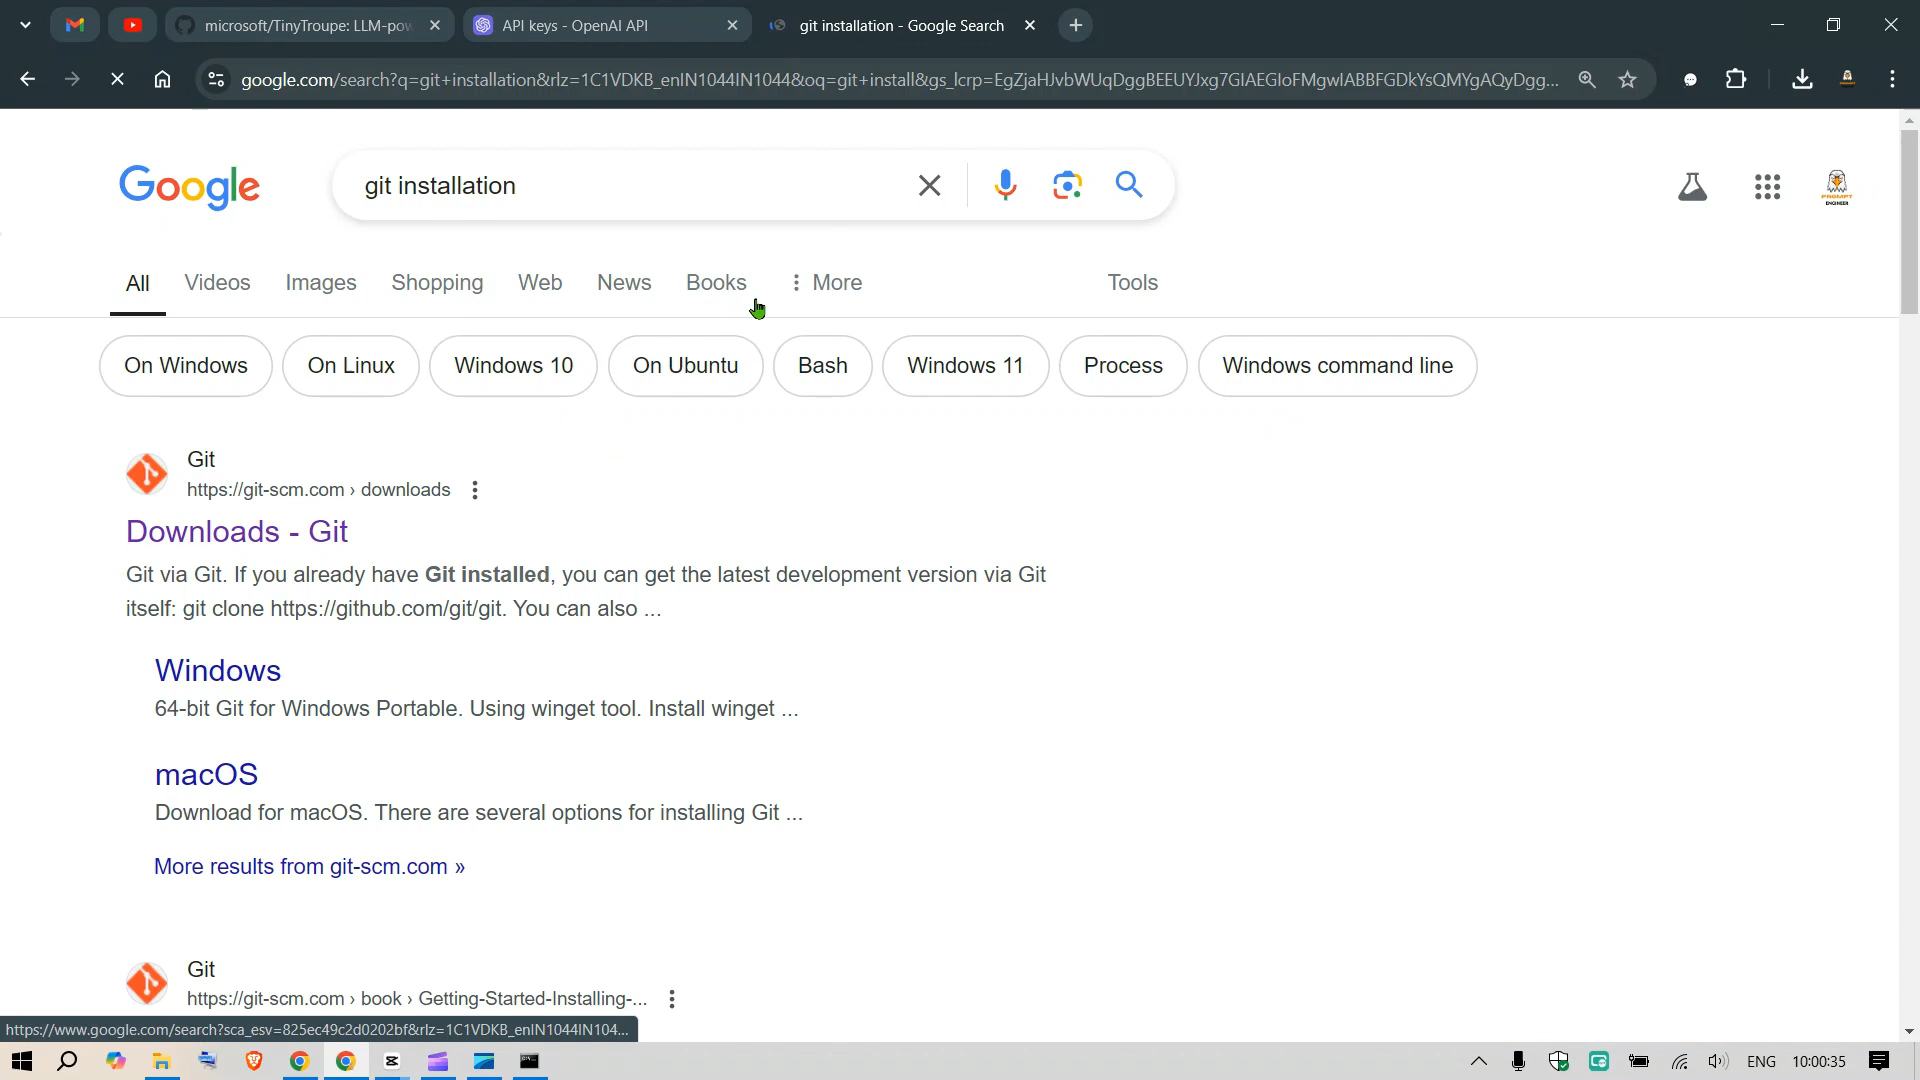 microsoft/TinyTroupe: LLM-pow
API keys - OpenAI API
git installation - Google Search
google.com/search?q=git+installation&rlz=1C1VDKB_enIN1044IN1044&oq=git+install&gs_lcrp=EgZjaHJvbWUqDggBEEUYJxg7GIAEGIoFMgwIABBFGDkYsQMYgAQyDgg...
Google
git installation
PROMPT
ENGINEER
All
Videos
Images
Shopping
Web
News
Books
More
Tools
On Windows
On Linux
Windows 10
On Ubuntu
Bash
Windows 11
Process
Windows command line
Git
https://git-scm.com › downloads
Downloads - Git
Git via Git. If you already have Git installed, you can get the latest development version via Git
itself: git clone https://github.com/git/git. You can also ...
Windows
64-bit Git for Windows Portable. Using winget tool. Install winget ...
macOS
Download for macOS. There are several options for installing Git ...
More results from git-scm.com »
Git
https://git-scm.com › book › Getting-Started-Installing-...
https://www.google.com/search?sca_esv=825ec49c2d0202bf&rlz=1C1VDKB_enIN1044IN104...
ENG
10:00:35